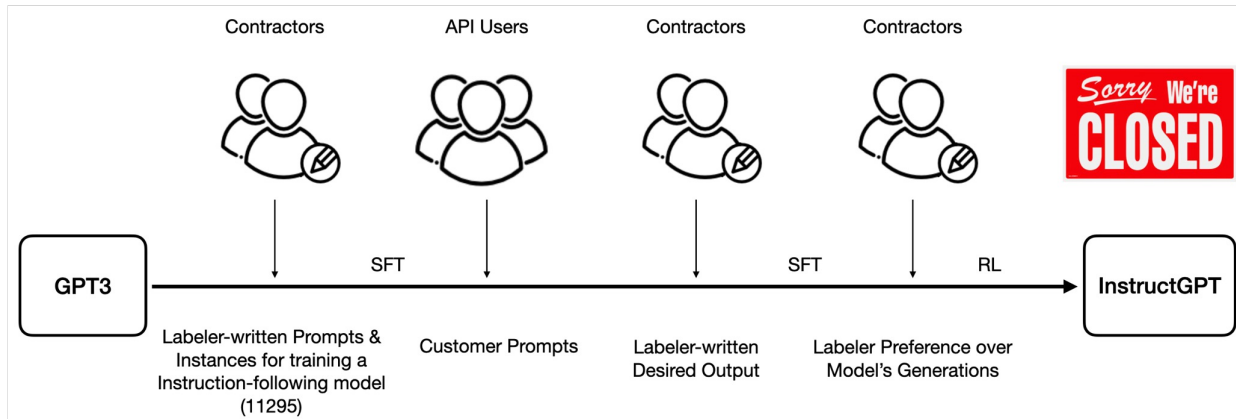 Contractors
API Users
Contractors
Contractors
Sorry We're
CLOSED
SFT
SFT
RL
GPT3
InstructGPT
Labeler-written Prompts &
Instances for training a
Instruction-following model
(11295)
Customer Prompts
Labeler-written
Desired Output
Labeler Preference over
Model's Generations